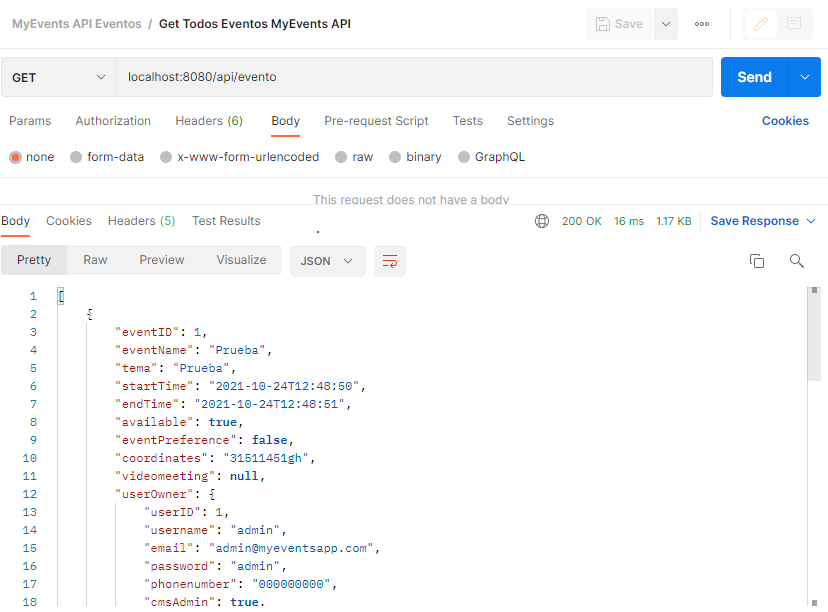 MyEvents API Eventos / Get Todos Eventos MyEvents API
Save
GET localhost:8080/api/evento Send
Params Authorization Headers (6) Body Pre-request Script Tests Settings Cookies
none form-data x-www-form-urlencoded raw binary GraphQL
This request does not have a body
Body Cookies Headers (5) Test Results 200 OK 16 ms 1.17 KB Save Response
Pretty Raw Preview Visualize JSON
1 [
2 {
3 "eventID": 1,
4 "eventName": "Prueba",
5 "tema": "Prueba",
6 "startTime": "2021-10-24T12:48:50",
7 "endTime": "2021-10-24T12:48:51",
8 "available": true,
9 "eventPreference": false,
10 "coordinates": "31511451gh",
11 "videomeeting": null,
12 "userOwner": {
13 "userID": 1,
14 "username": "admin",
15 "email": "admin@myeventsapp.com",
16 "password": "admin",
17 "phonenumber": "000000000",
18 "cmsAdmin": true,